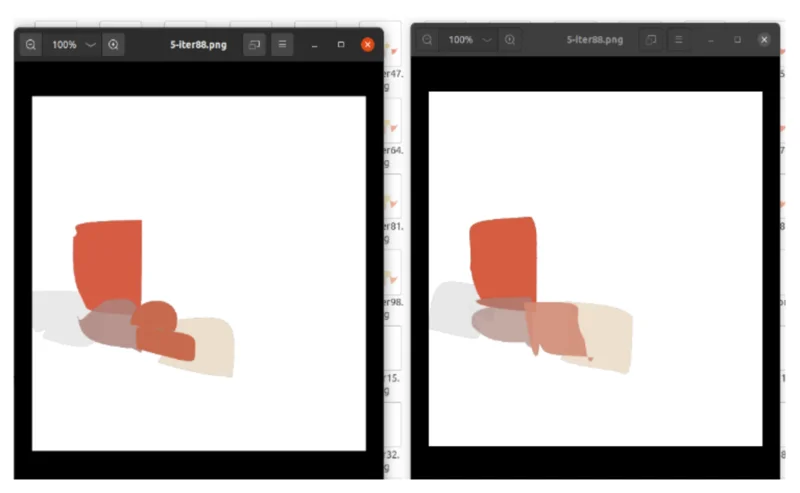 100%
5-iter88.png
100%
5-iter88.png
er47.
g
er64.
g
er81.
g
er98.
g
er15.
g
er32.
g